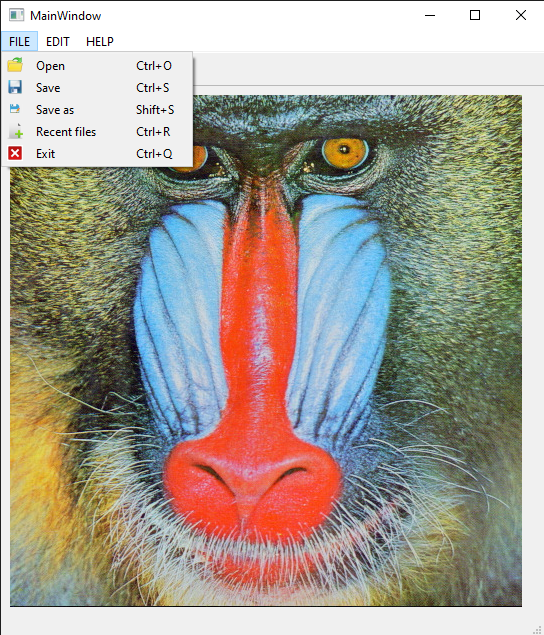 MainWindow
FILE EDIT HELP
Open Ctrl+O
Save Ctrl+S
Save as Shift+S
Recent files Ctrl+R
Exit Ctrl+Q